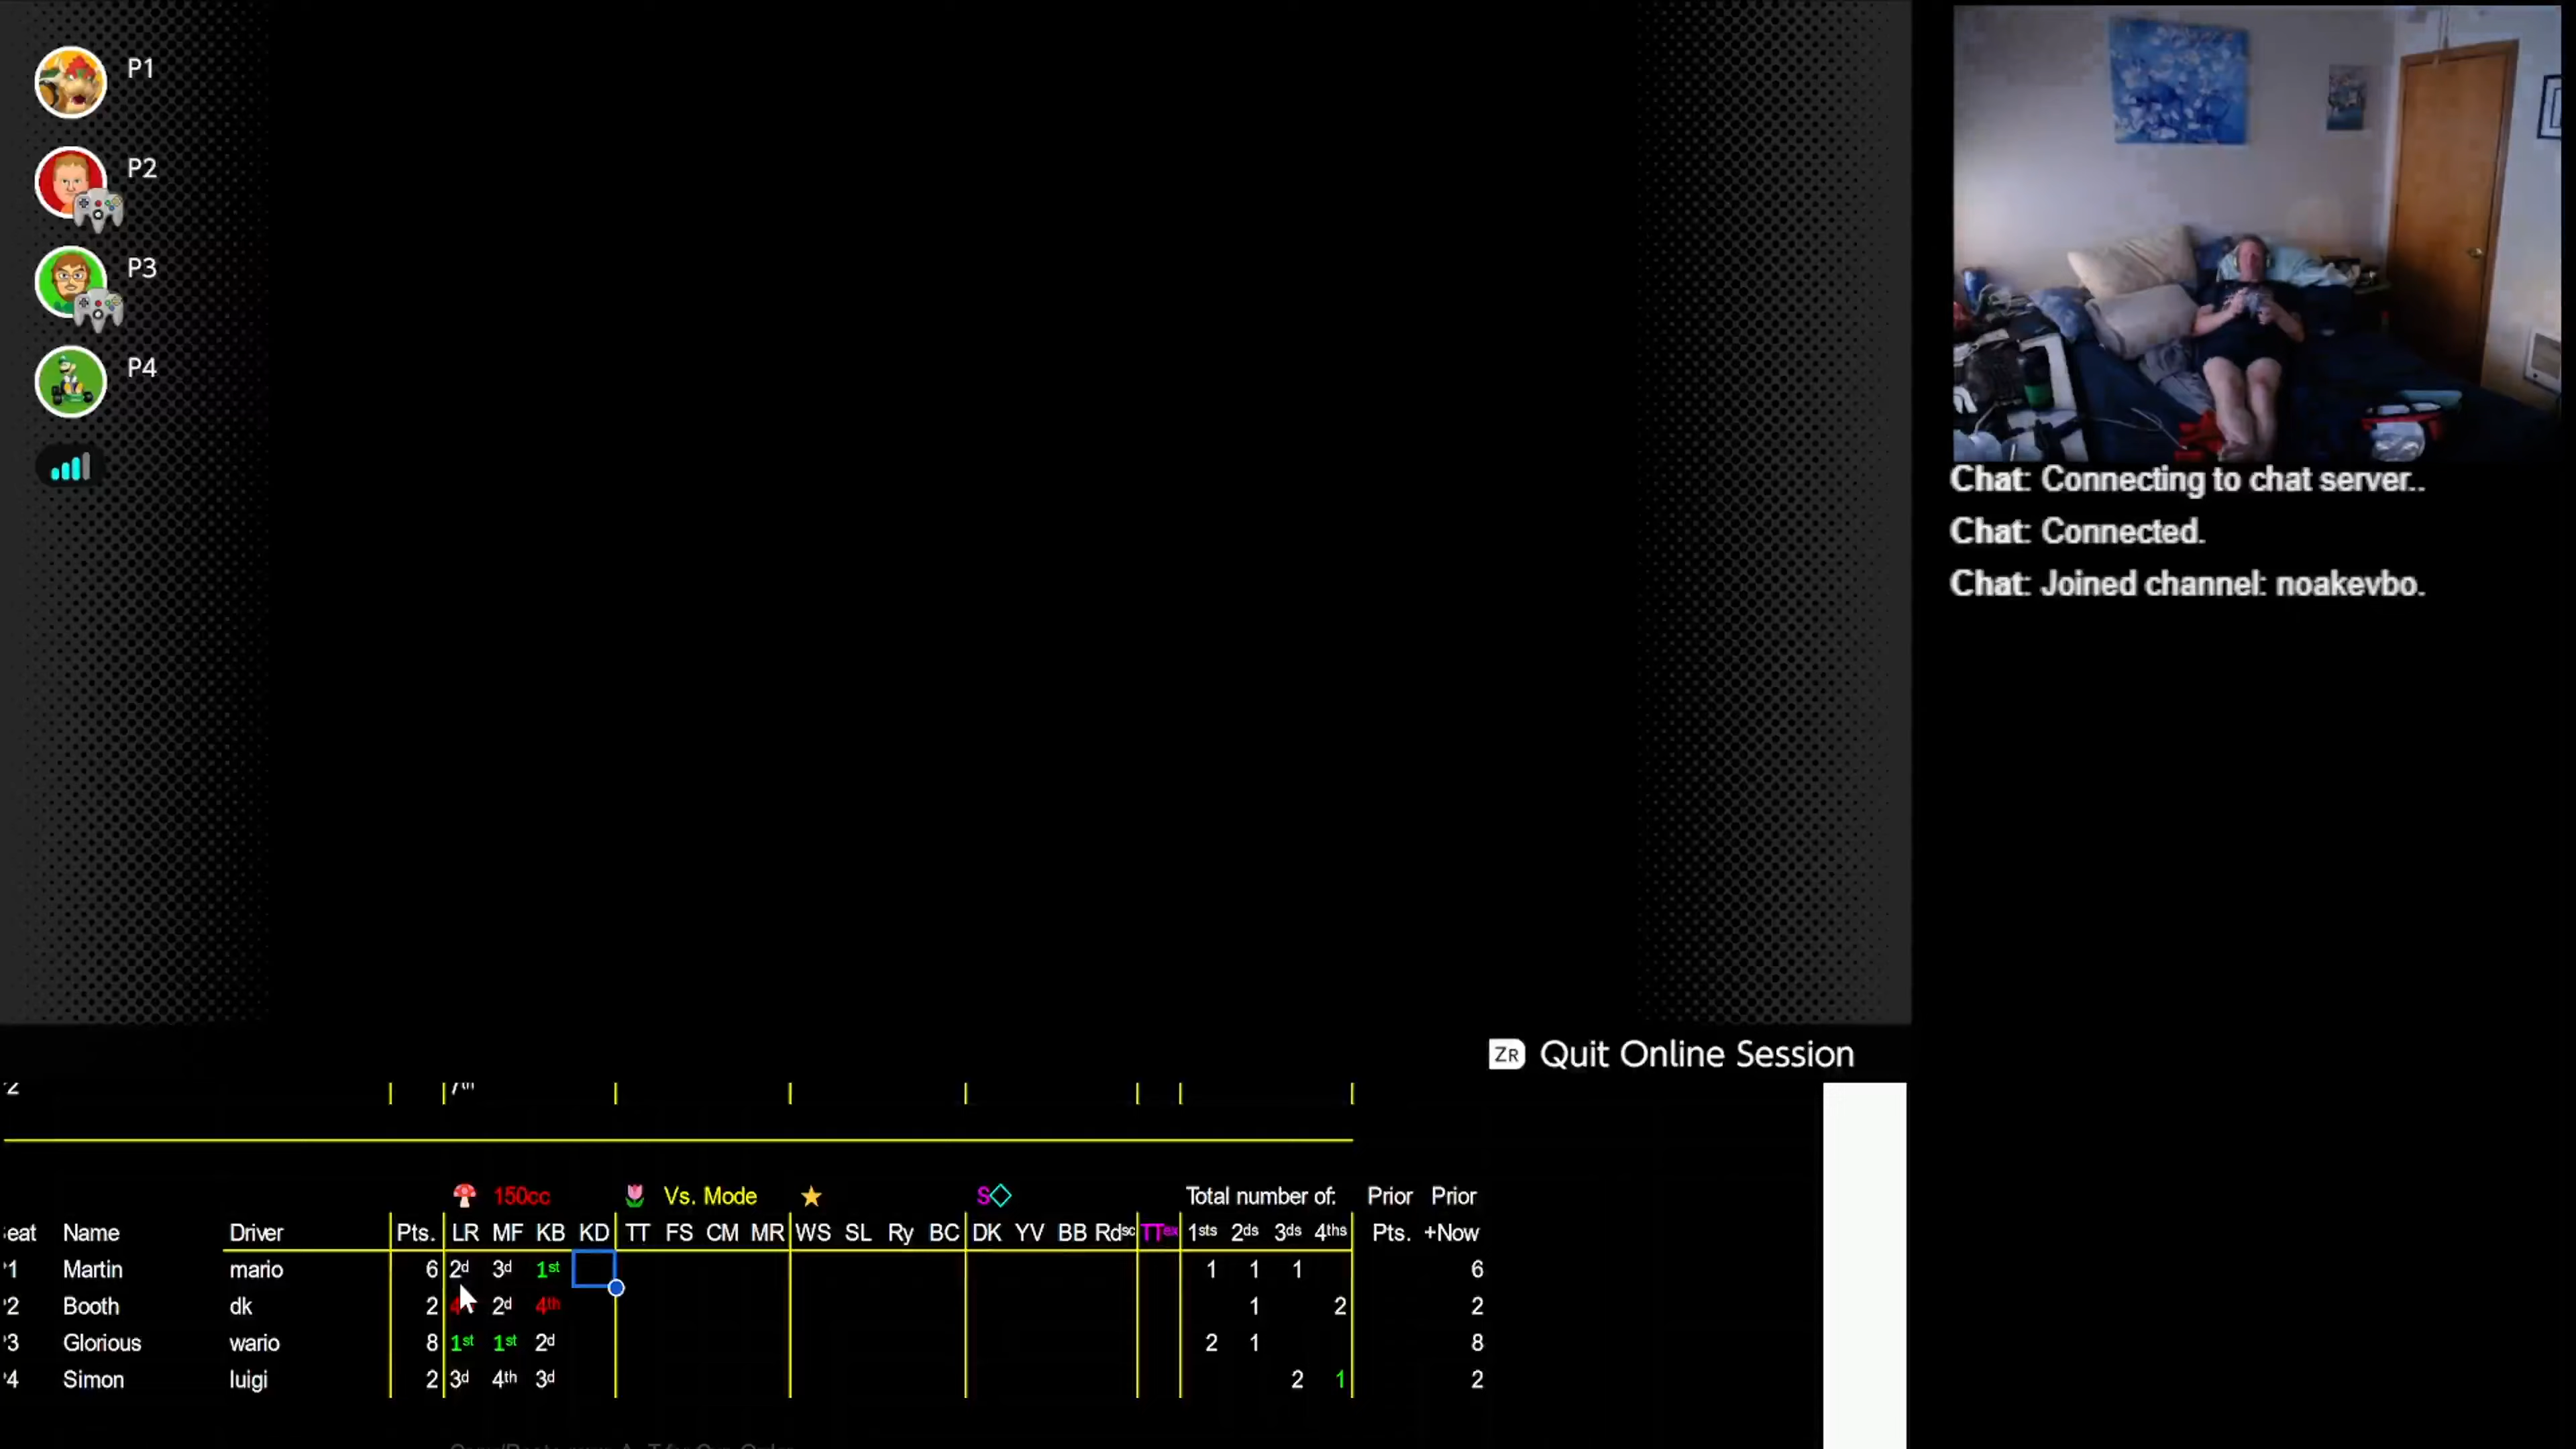 P1
P2
P3
P4
Chat: Connecting to chat server..
Chat: Connected.
Chat: Joined channel: noakevbo.
ZR Quit Online Session
7th
150cc Vs. Mode S Total number of: Prior Prior
eat Name Driver Pts. LR MF KB KD TT FS CM MR WS SL Ry BC DK YV BB Rdsc TTex 1sts 2ds 3ds 4ths Pts. +Now
1 Martin mario 6 2d 3d 1st 1 1 1 6
2 Booth dk 2 4 2d 4th 1 2 2
3 Glorious wario 8 1st 1st 2d 2 1 8
4 Simon luigi 2 3d 4th 3d 2 1 2